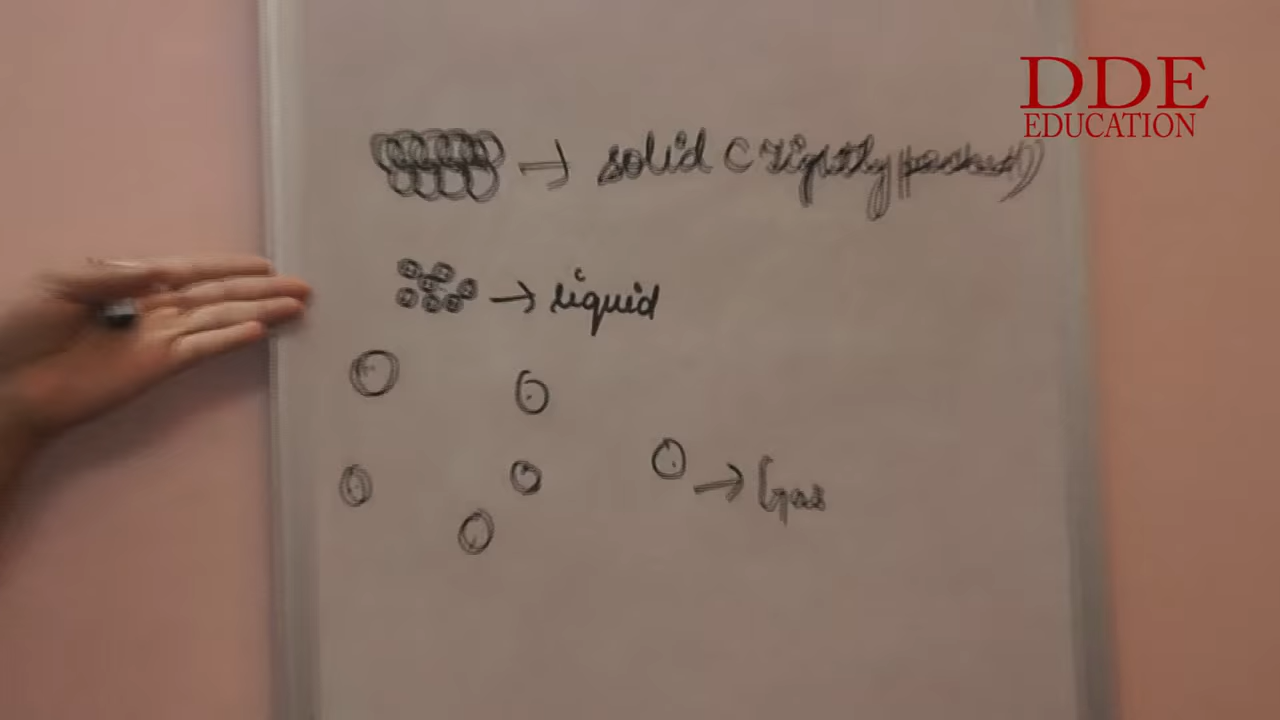 DDE
EDUCATION
→ solid (Tightly packed)
→ liquid
→ Gas